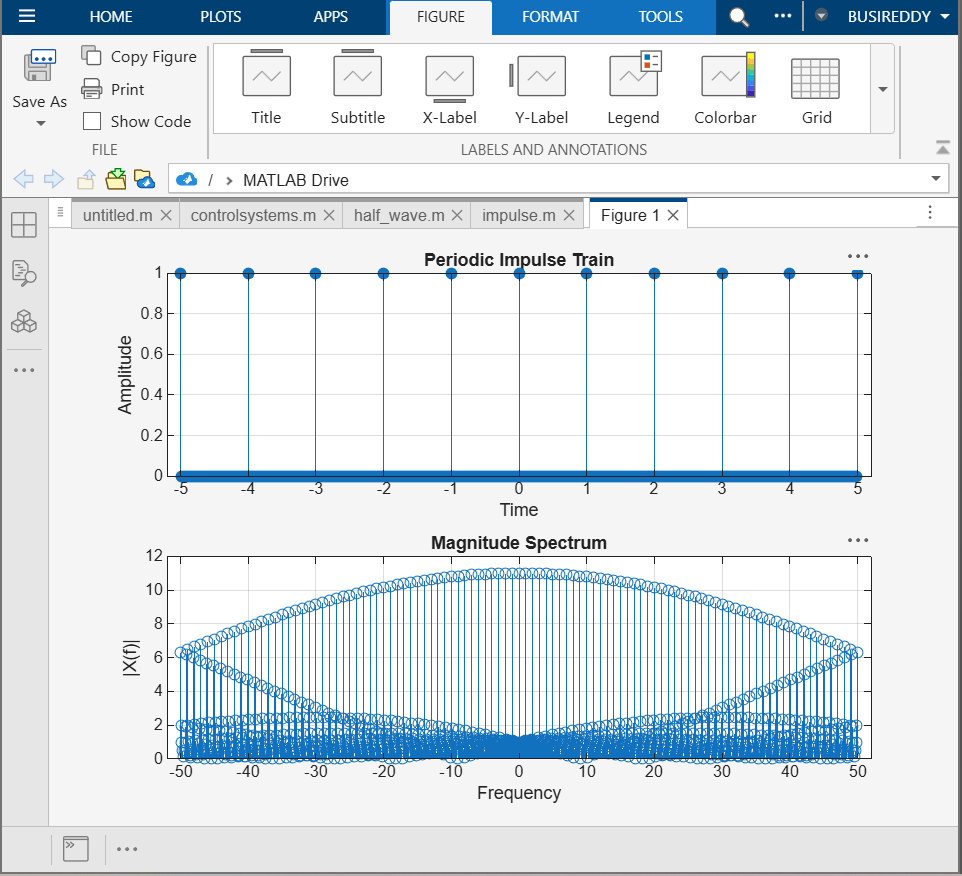 HOME PLOTS APPS FIGURE FORMAT TOOLS BUSIREDDY
Save As
Copy Figure
Print
Show Code
FILE
Title Subtitle X-Label Y-Label Legend Colorbar Grid
LABELS AND ANNOTATIONS
/ › MATLAB Drive
untitled.m controlsystems.m half_wave.m impulse.m Figure 1
Periodic Impulse Train
1
0.8
0.6
0.4
0.2
0
Amplitude
-5 -4 -3 -2 -1 0 1 2 3 4 5
Time
Magnitude Spectrum
12
10
8
6
4
2
0
|X(f)|
-50 -40 -30 -20 -10 0 10 20 30 40 50
Frequency